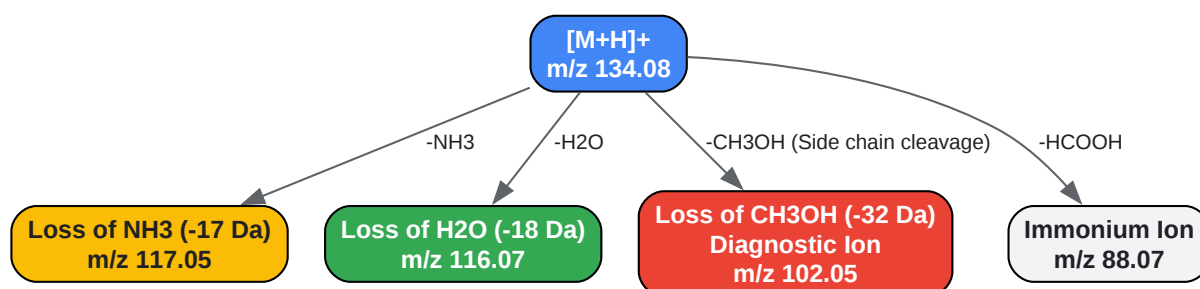 [M+H]+
m/z 134.08
-NH3
-H2O
-CH3OH (Side chain cleavage)
-HCOOH
Loss of NH3 (-17 Da)
m/z 117.05
Loss of H2O (-18 Da)
m/z 116.07
Loss of CH3OH (-32 Da)
Diagnostic Ion
m/z 102.05
Immonium Ion
m/z 88.07